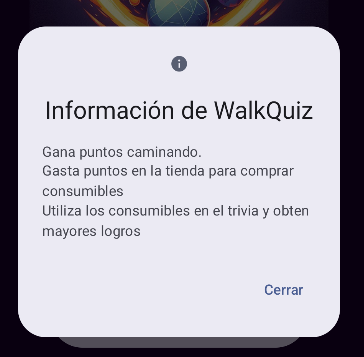 Información de WalkQuiz
Gana puntos caminando.
Gasta puntos en la tienda para comprar
consumibles
Utiliza los consumibles en el trivia y obten
mayores logros
Cerrar